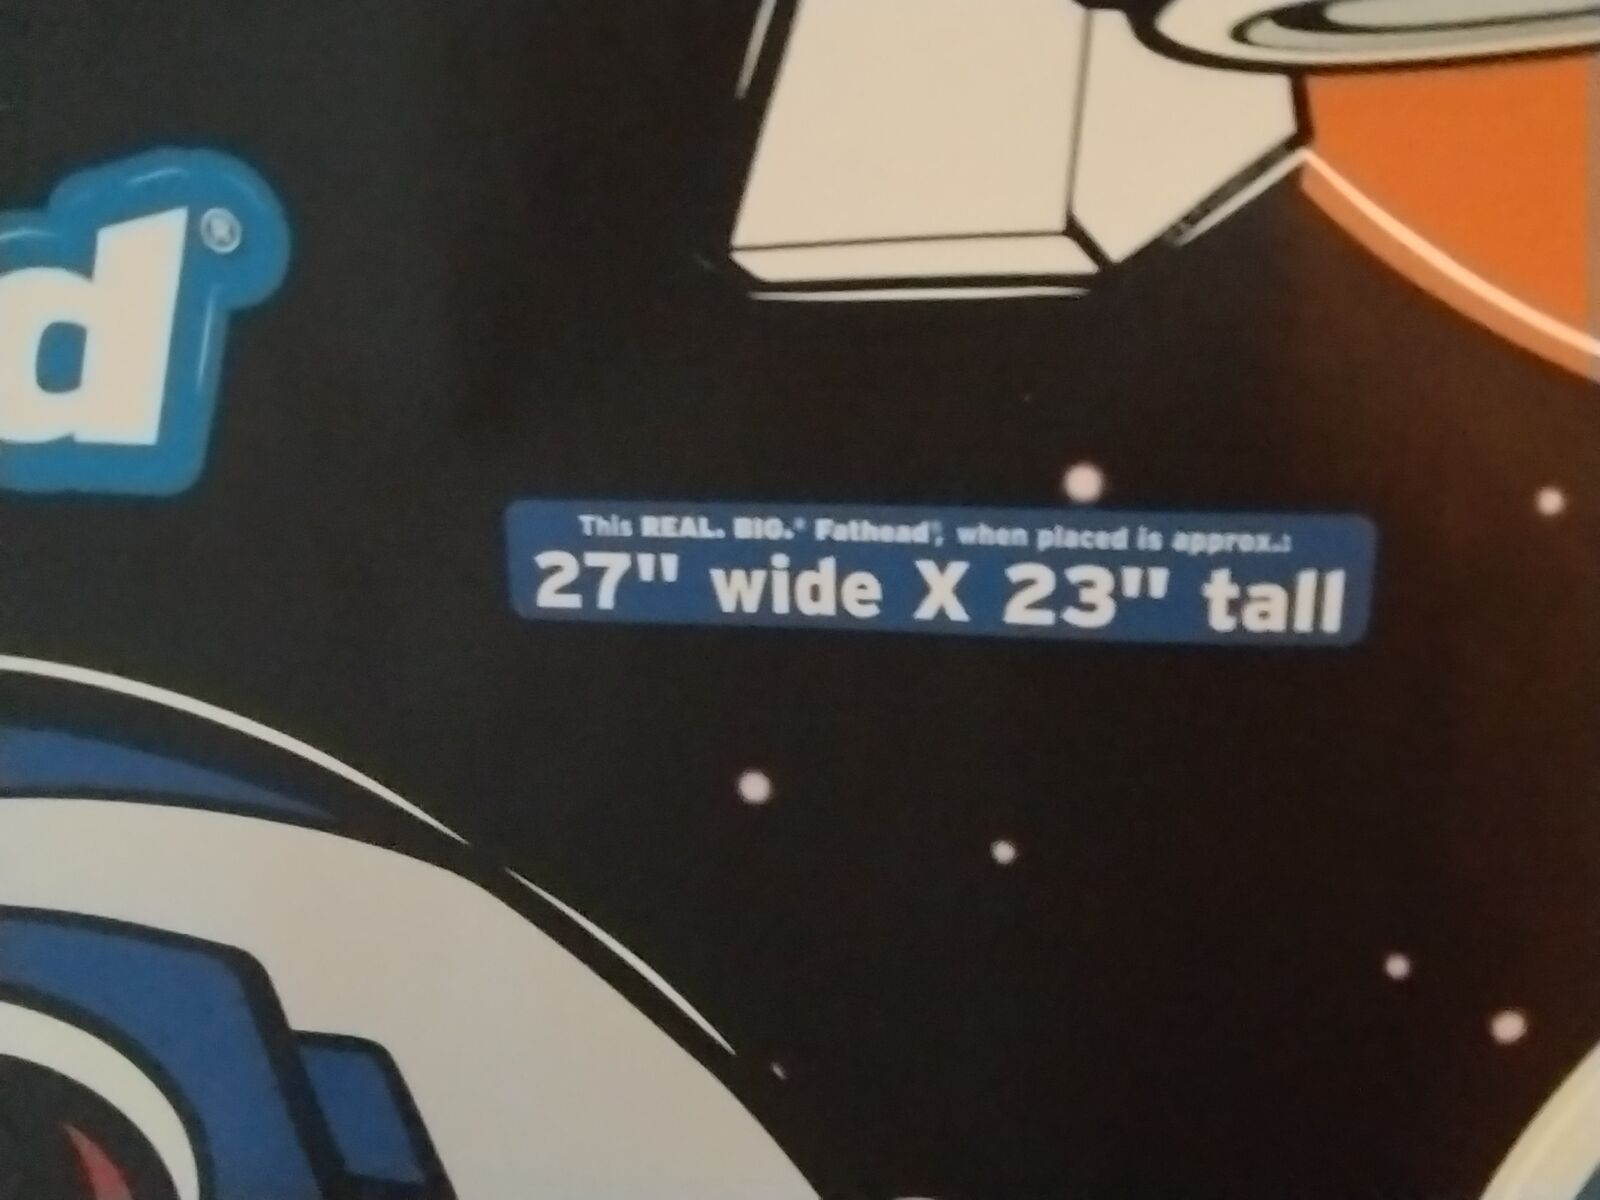 d®
This REAL. BIG.® Fathead®, when placed is approx.:
27" wide X 23" tall